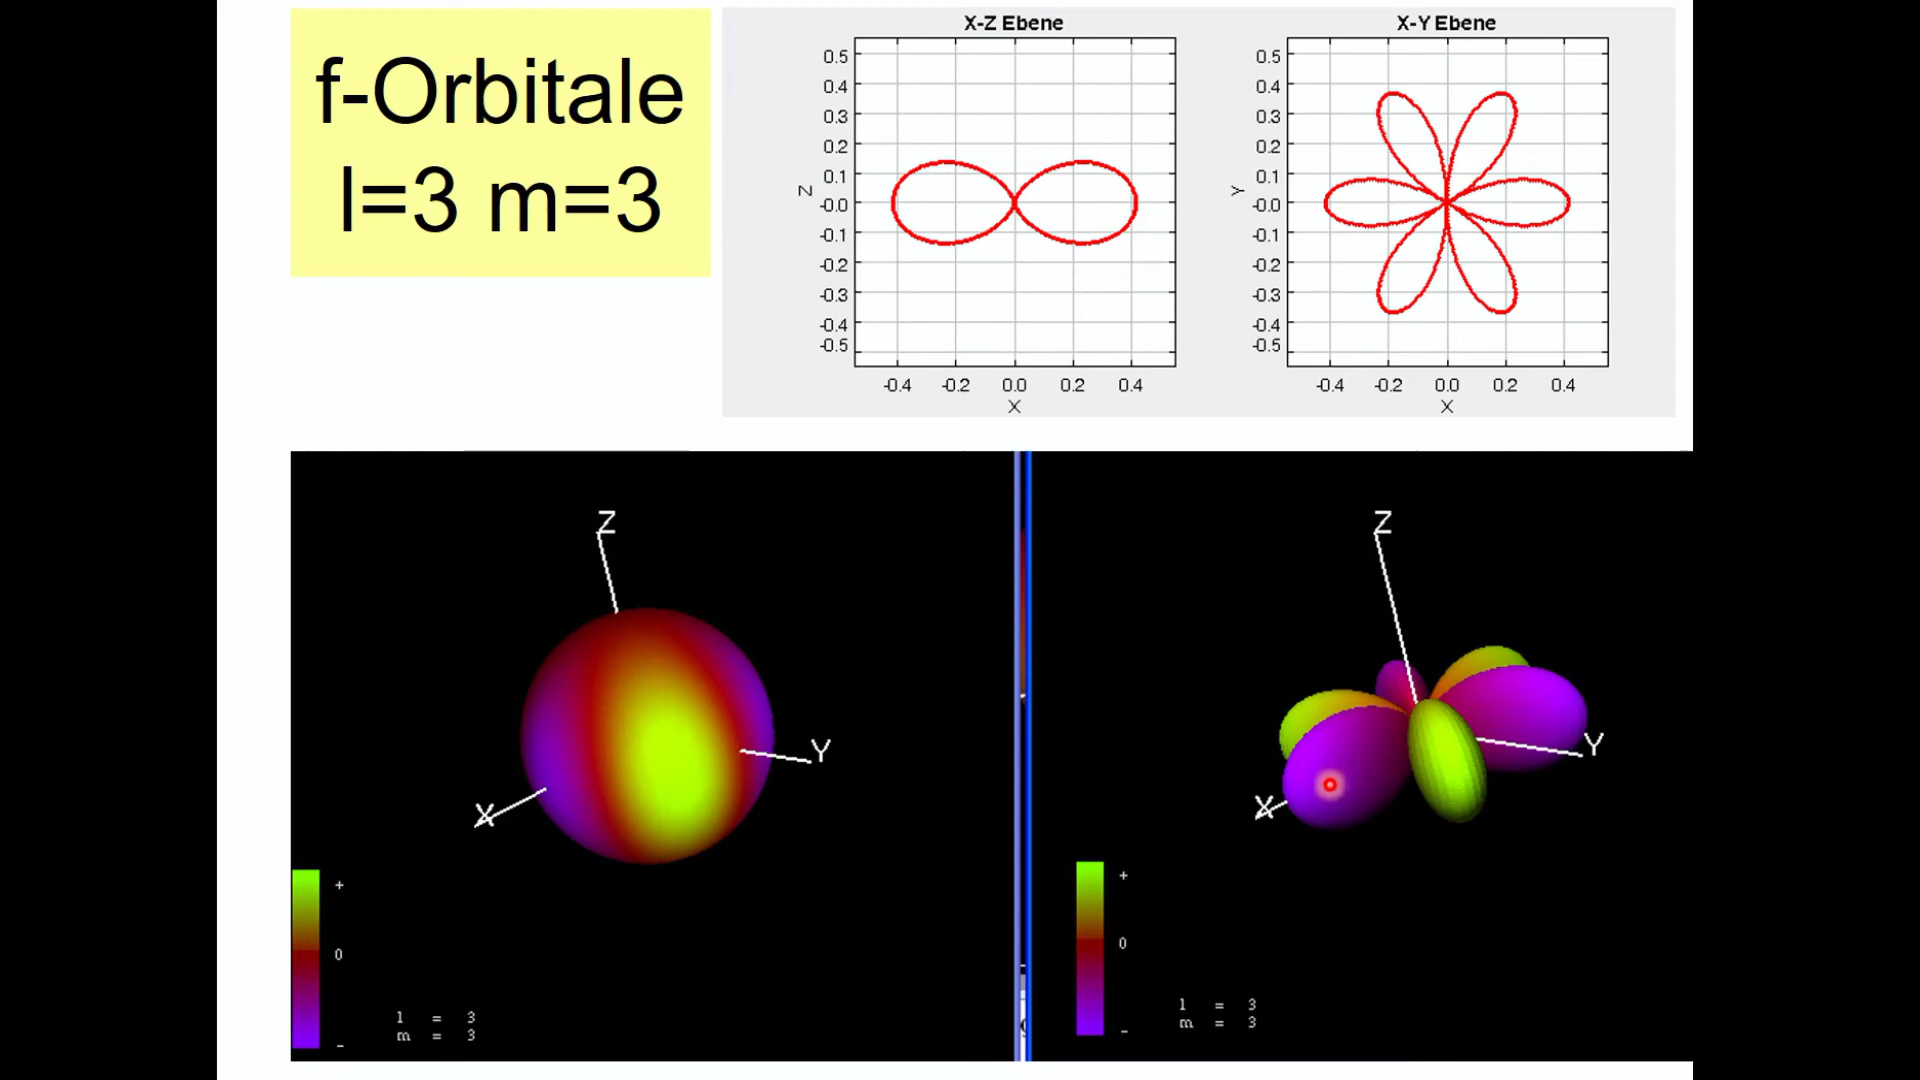 f-Orbitale
l=3 m=3
X-Z Ebene
0.5
0.4
0.3
0.2
0.1
-0.0
-0.1
-0.2
-0.3
-0.4
-0.5
Z
-0.4 -0.2 0.0 0.2 0.4
X
X-Y Ebene
0.5
0.4
0.3
0.2
0.1
-0.0
-0.1
-0.2
-0.3
-0.4
-0.5
Y
-0.4 -0.2 0.0 0.2 0.4
X
Z
Y
X
+
0
-
l = 3
m = 3
Z
Y
X
+
0
-
l = 3
m = 3